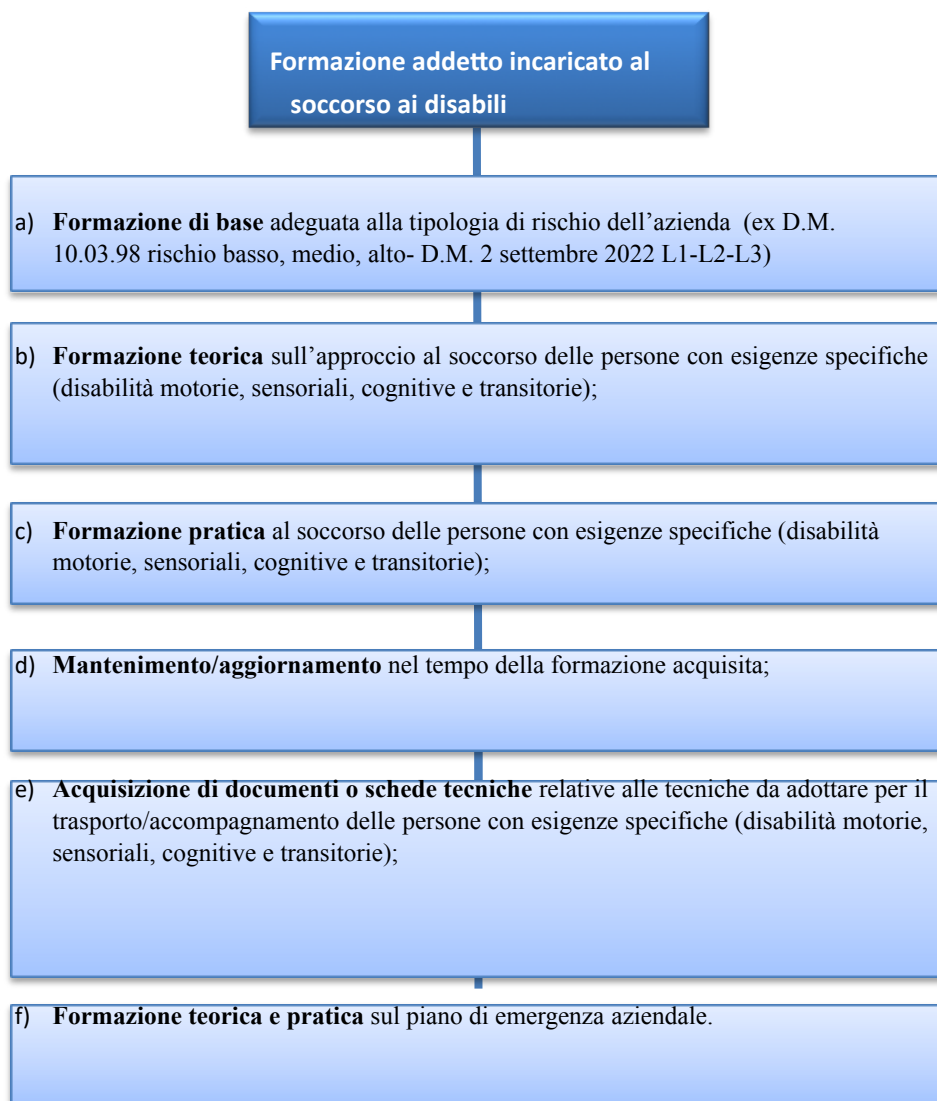 Formazione addetto incaricato al
soccorso ai disabili
a) Formazione di base adeguata alla tipologia di rischio dell’azienda (ex D.M.
10.03.98 rischio basso, medio, alto- D.M. 2 settembre 2022 L1-L2-L3)
b) Formazione teorica sull’approccio al soccorso delle persone con esigenze specifiche
(disabilità motorie, sensoriali, cognitive e transitorie);
c) Formazione pratica al soccorso delle persone con esigenze specifiche (disabilità
motorie, sensoriali, cognitive e transitorie);
d) Mantenimento/aggiornamento nel tempo della formazione acquisita;
e) Acquisizione di documenti o schede tecniche relative alle tecniche da adottare per il
trasporto/accompagnamento delle persone con esigenze specifiche (disabilità motorie,
sensoriali, cognitive e transitorie);
f) Formazione teorica e pratica sul piano di emergenza aziendale.